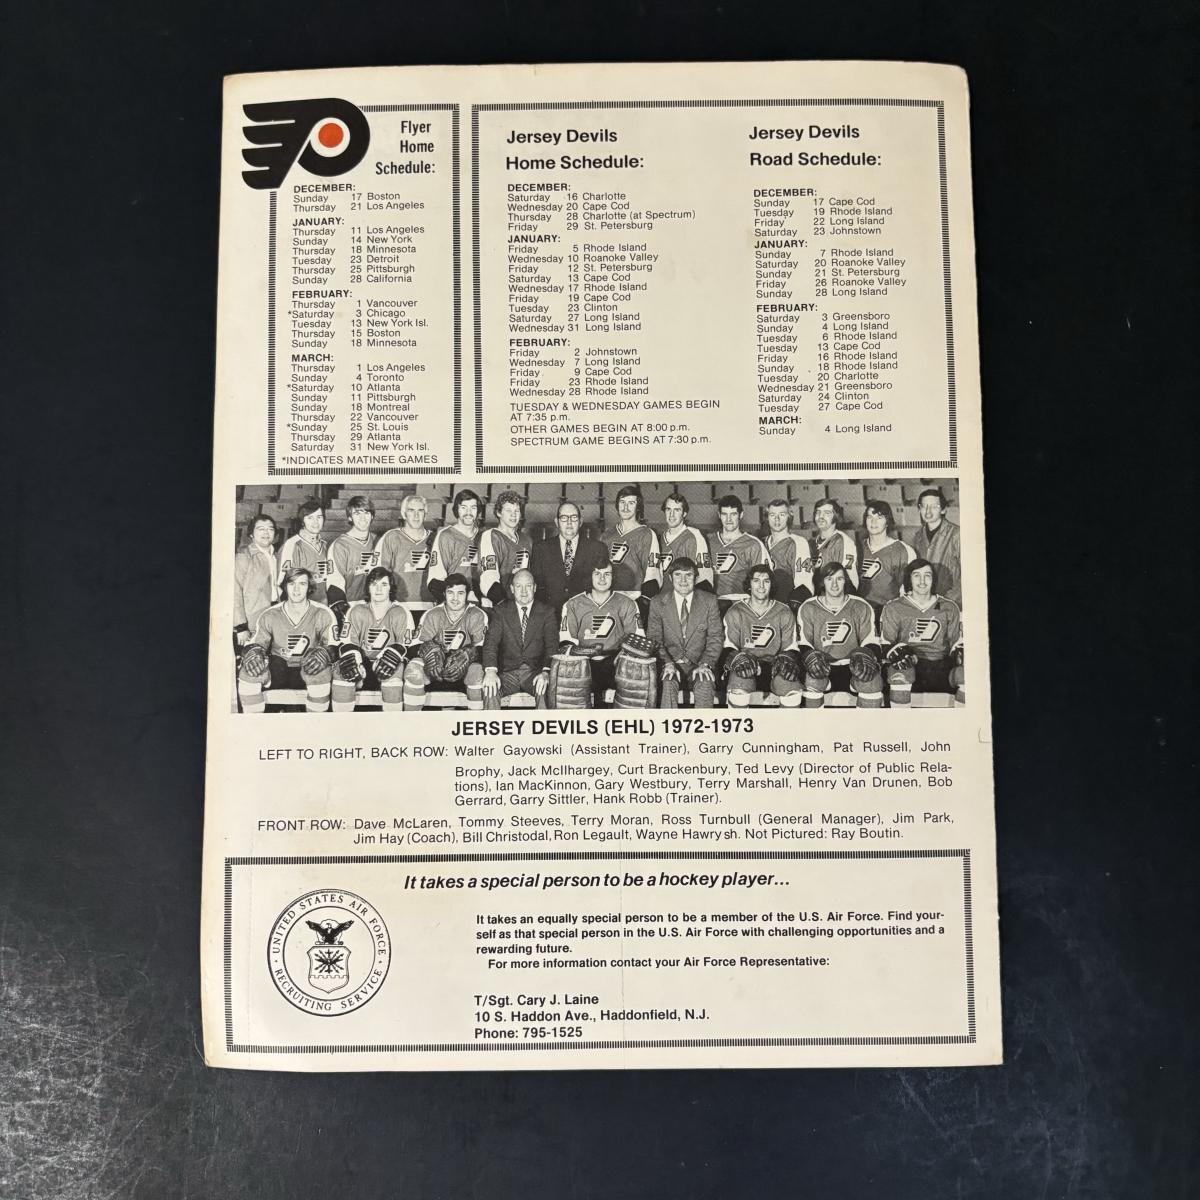 Flyer
Home
Schedule:
DECEMBER:
Sunday 17 Boston
Thursday 21 Los Angeles
JANUARY:
Thursday 11 Los Angeles
Sunday 14 New York
Thursday 18 Minnesota
Tuesday 23 Detroit
Thursday 25 Pittsburgh
Sunday 28 California
FEBRUARY:
Thursday 1 Vancouver
*Saturday 3 Chicago
Tuesday 13 New York Isl.
Thursday 15 Boston
Sunday 18 Minnesota
MARCH:
Thursday 1 Los Angeles
Sunday 4 Toronto
*Saturday 10 Atlanta
Sunday 11 Pittsburgh
Sunday 18 Montreal
Thursday 22 Vancouver
*Sunday 25 St. Louis
Thursday 29 Atlanta
Saturday 31 New York Isl.
*INDICATES MATINEE GAMES
Jersey Devils
Home Schedule:
DECEMBER:
Saturday 16 Charlotte
Wednesday 20 Cape Cod
Thursday 28 Charlotte (at Spectrum)
Friday 29 St. Petersburg
JANUARY:
Friday 5 Rhode Island
Wednesday 10 Roanoke Valley
Friday 12 St. Petersburg
Saturday 13 Cape Cod
Wednesday 17 Rhode Island
Friday 19 Cape Cod
Tuesday 23 Clinton
Saturday 27 Long Island
Wednesday 31 Long Island
FEBRUARY:
Friday 2 Johnstown
Wednesday 7 Long Island
Friday 9 Cape Cod
Friday 23 Rhode Island
Wednesday 28 Rhode Island
TUESDAY & WEDNESDAY GAMES BEGIN
AT 7:35 p.m.
OTHER GAMES BEGIN AT 8:00 p.m.
SPECTRUM GAME BEGINS AT 7:30 p.m.
Jersey Devils
Road Schedule:
DECEMBER:
Sunday 17 Cape Cod
Tuesday 19 Rhode Island
Friday 22 Long Island
Saturday 23 Johnstown
JANUARY:
Sunday 7 Rhode Island
Saturday 20 Roanoke Valley
Sunday 21 St. Petersburg
Friday 26 Roanoke Valley
Sunday 28 Long Island
FEBRUARY:
Saturday 3 Greensboro
Sunday 4 Long Island
Tuesday 6 Rhode Island
Tuesday 13 Cape Cod
Friday 16 Rhode Island
Sunday 18 Rhode Island
Tuesday 20 Charlotte
Wednesday 21 Greensboro
Saturday 24 Clinton
Tuesday 27 Cape Cod
MARCH:
Sunday 4 Long Island
JERSEY DEVILS (EHL) 1972-1973
LEFT TO RIGHT, BACK ROW: Walter Gayowski (Assistant Trainer), Garry Cunningham, Pat Russell, John
Brophy, Jack McIlhargey, Curt Brackenbury, Ted Levy (Director of Public Rela-
tions), Ian MacKinnon, Gary Westbury, Terry Marshall, Henry Van Drunen, Bob
Gerrard, Garry Sittler, Hank Robb (Trainer).
FRONT ROW: Dave McLaren, Tommy Steeves, Terry Moran, Ross Turnbull (General Manager), Jim Park,
Jim Hay (Coach), Bill Christodal, Ron Legault, Wayne Hawrysh. Not Pictured: Ray Boutin.
It takes a special person to be a hockey player...
UNITED STATES AIR FORCE
RECRUITING SERVICE
It takes an equally special person to be a member of the U.S. Air Force. Find your-
self as that special person in the U.S. Air Force with challenging opportunities and a
rewarding future.
For more information contact your Air Force Representative:
T/Sgt. Cary J. Laine
10 S. Haddon Ave., Haddonfield, N.J.
Phone: 795-1525